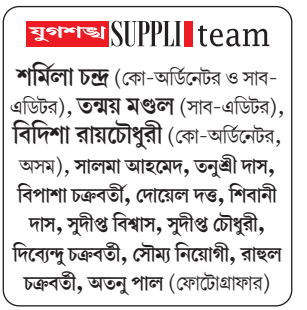 যুগশঙ্খ SUPPLI team
শর্মিলা চন্দ্র (কো-অর্ডিনেটর ও সাব-
এডিটর), তন্ময় মণ্ডল (সাব-এডিটর),
বিদিশা রায়চৌধুরী (কো-অর্ডিনেটর,
অসম), সালমা আহমেদ, তনুশ্রী দাস,
বিপাশা চক্রবর্তী, দোয়েল দত্ত, শিবানী
দাস, সুদীপ্ত বিশ্বাস, সুদীপ্ত চৌধুরী,
দিব্যেন্দু চক্রবর্তী, সৌম্য নিয়োগী, রাহুল
চক্রবর্তী, অতনু পাল (ফোটোগ্রাফার)